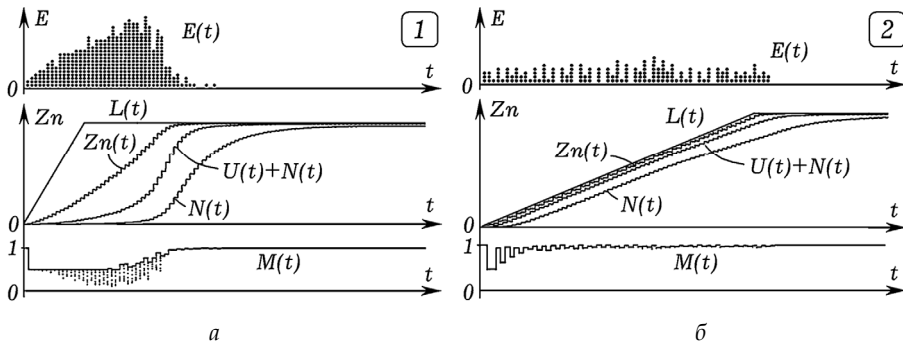 E
E(t)
1
0
t
Zn
L(t)
Zn(t)
U(t)+N(t)
N(t)
0
t
1
M(t)
0
t
а
E
E(t)
2
0
t
Zn
L(t)
Zn(t)
U(t)+N(t)
N(t)
0
t
1
M(t)
0
t
б